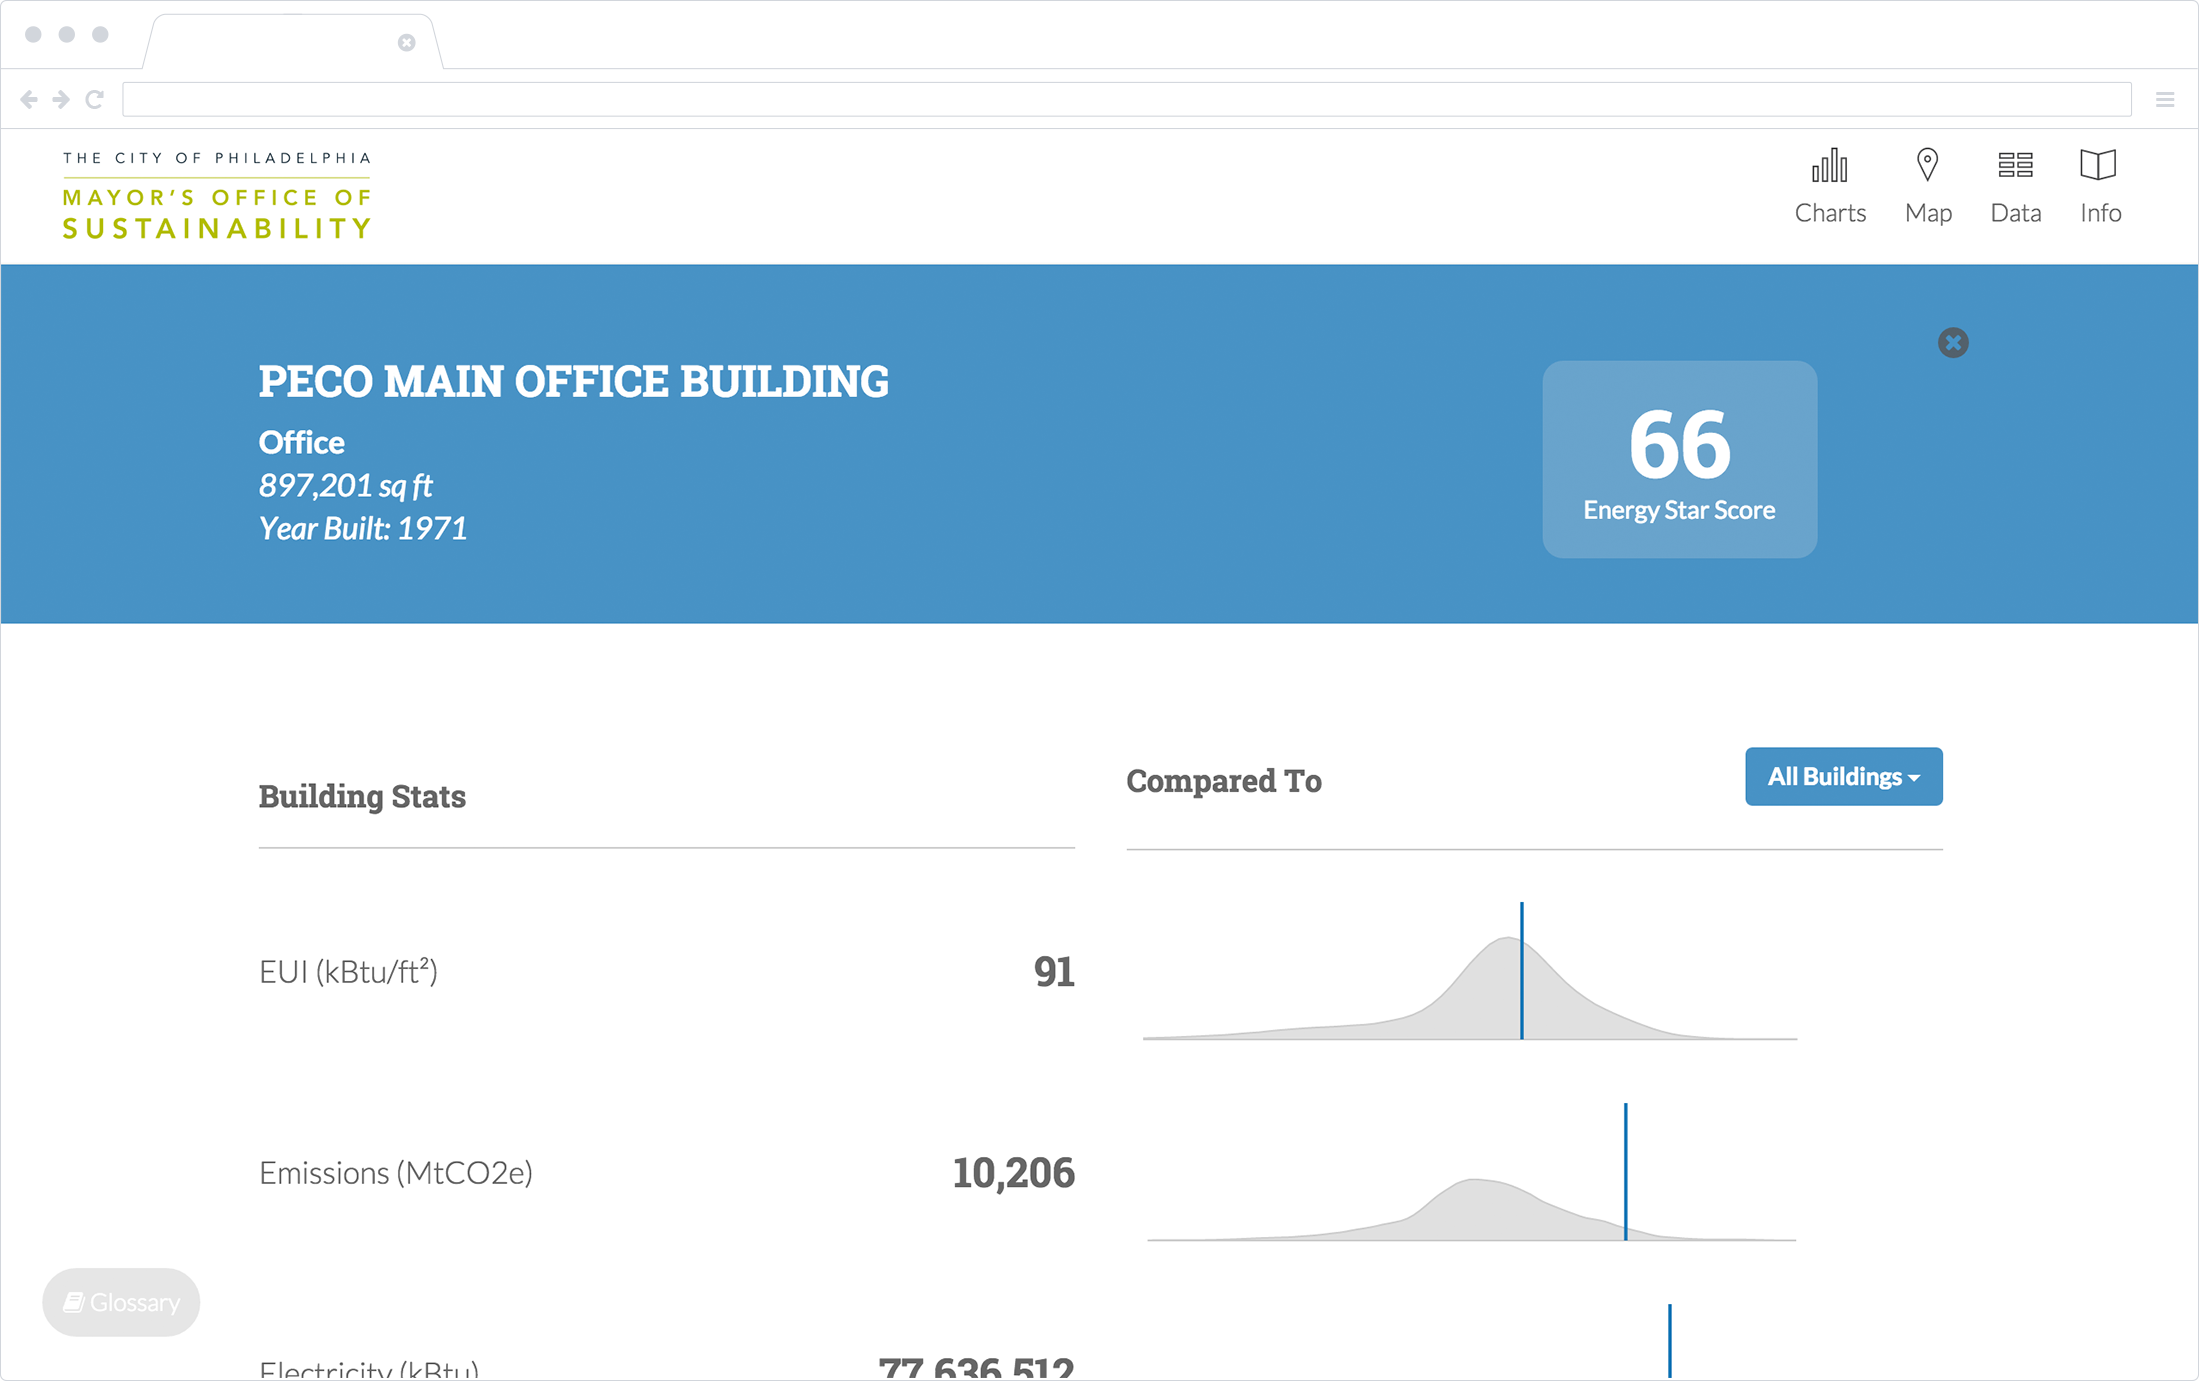 THE CITY OF PHILADELPHIA
MAYOR'S OFFICE OF
SUSTAINABILITY
Charts
Map
Data
Info
PECO MAIN OFFICE BUILDING
Office
897,201 sq ft
Year Built: 1971
66
Energy Star Score
Building Stats
Compared To
All Buildings
EUI (kBtu/ft²)
91
Emissions (MtCO2e)
10,206
Glossary
Electricity (kBtu)
77,636,512